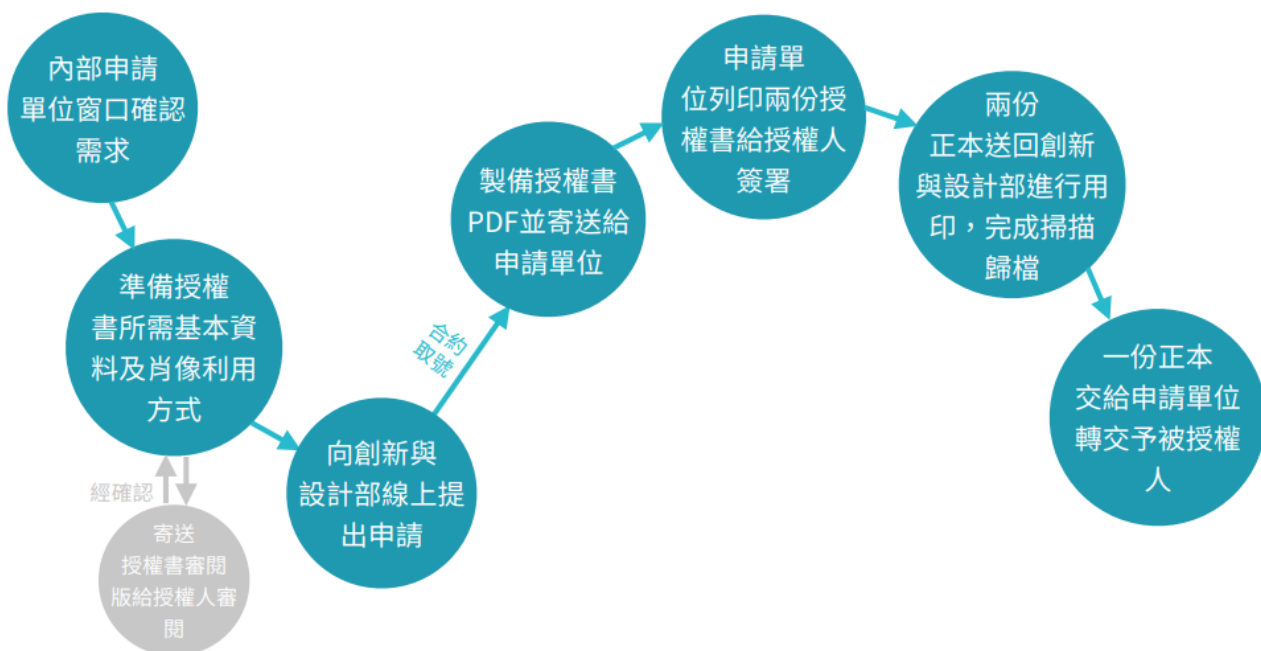 內部申請
單位窗口確認
需求
準備授權
書所需基本資
料及肖像利用
方式
經確認
寄送
授權書審閱
版給授權人審
閱
向創新與
設計部線上提
出申請
合約
取號
製備授權書
PDF並寄送給
申請單位
申請單
位列印兩份授
權書給授權人
簽署
兩份
正本送回創新
與設計部進行用
印，完成掃描
歸檔
一份正本
交給申請單位
轉交予被授權
人